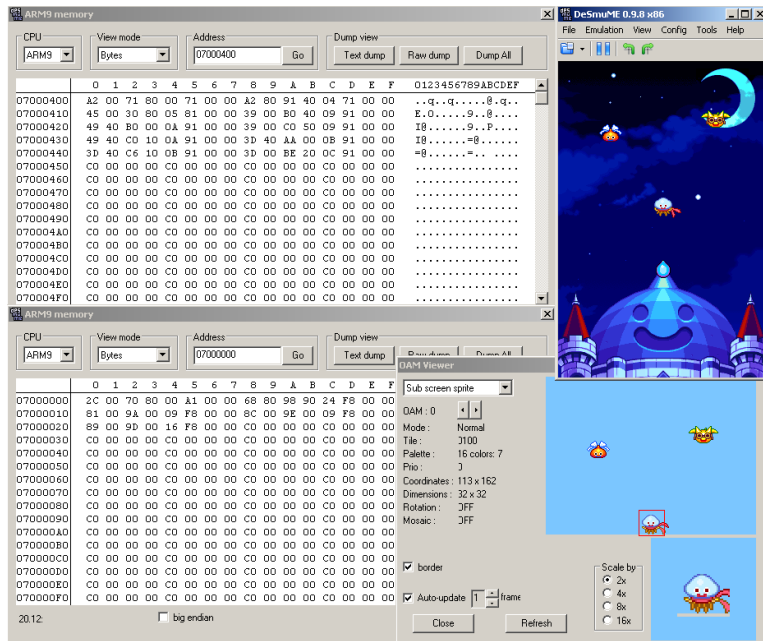 ARM9 memory
CPU
ARM9
View mode
Bytes
Address
07000400
Go
Dump view
Text dump
Raw dump
Dump All
0 1 2 3 4 5 6 7 8 9 A B C D E F 0123456789ABCDEF
07000400 A2 00 71 80 00 71 00 00 A2 80 91 40 04 71 00 00 ..q..q.....@.q..
07000410 45 00 30 80 05 81 00 00 39 00 B0 40 09 91 00 00 E.0.....9..@....
07000420 49 40 B0 00 0A 91 00 00 39 00 C0 50 09 91 00 00 I@......9..P....
07000430 49 40 C0 10 0A 91 00 00 3D 40 AA 00 0B 91 00 00 I@......=@......
07000440 3D 40 C6 10 0B 91 00 00 3D 00 BE 20 0C 91 00 00 =@......=.. ....
07000450 C0 00 00 00 C0 00 00 00 C0 00 00 00 C0 00 00 00 ................
07000460 C0 00 00 00 C0 00 00 00 C0 00 00 00 C0 00 00 00 ................
07000470 C0 00 00 00 C0 00 00 00 C0 00 00 00 C0 00 00 00 ................
07000480 C0 00 00 00 C0 00 00 00 C0 00 00 00 C0 00 00 00 ................
07000490 C0 00 00 00 C0 00 00 00 C0 00 00 00 C0 00 00 00 ................
070004A0 C0 00 00 00 C0 00 00 00 C0 00 00 00 C0 00 00 00 ................
070004B0 C0 00 00 00 C0 00 00 00 C0 00 00 00 C0 00 00 00 ................
070004C0 C0 00 00 00 C0 00 00 00 C0 00 00 00 C0 00 00 00 ................
070004D0 C0 00 00 00 C0 00 00 00 C0 00 00 00 C0 00 00 00 ................
070004E0 C0 00 00 00 C0 00 00 00 C0 00 00 00 C0 00 00 00 ................
070004F0 C0 00 00 00 C0 00 00 00 C0 00 00 00 C0 00 00 00 ................
DeSmuME 0.9.8 x86
File Emulation View Config Tools Help
ARM9 memory
CPU
ARM9
View mode
Bytes
Address
07000000
Go
Dump view
Text dump
Raw dump
Dump All
0 1 2 3 4 5 6 7 8 9 A B C D E F
07000000 2C 00 70 80 00 A1 00 00 68 80 98 90 24 F8 00 00
07000010 81 00 9A 00 09 F8 00 00 8C 00 9E 00 09 F8 00 00
07000020 89 00 9D 00 16 F8 00 00 C0 00 00 00 C0 00 00 00
07000030 C0 00 00 00 C0 00 00 00 C0 00 00 00 C0 00 00 00
07000040 C0 00 00 00 C0 00 00 00 C0 00 00 00 C0 00 00 00
07000050 C0 00 00 00 C0 00 00 00 C0 00 00 00 C0 00 00 00
07000060 C0 00 00 00 C0 00 00 00 C0 00 00 00 C0 00 00 00
07000070 C0 00 00 00 C0 00 00 00 C0 00 00 00 C0 00 00 00
07000080 C0 00 00 00 C0 00 00 00 C0 00 00 00 C0 00 00 00
07000090 C0 00 00 00 C0 00 00 00 C0 00 00 00 C0 00 00 00
070000A0 C0 00 00 00 C0 00 00 00 C0 00 00 00 C0 00 00 00
070000B0 C0 00 00 00 C0 00 00 00 C0 00 00 00 C0 00 00 00
070000C0 C0 00 00 00 C0 00 00 00 C0 00 00 00 C0 00 00 00
070000D0 C0 00 00 00 C0 00 00 00 C0 00 00 00 C0 00 00 00
070000E0 C0 00 00 00 C0 00 00 00 C0 00 00 00 C0 00 00 00
070000F0 C0 00 00 00 C0 00 00 00 C0 00 00 00 C0 00 00 00
20.12:
big endian
OAM Viewer
Sub screen sprite
OAM : 0
Mode : Normal
Tile : 0100
Palette : 16 colors: 7
Prio : 0
Coordinates : 113 x 162
Dimensions : 32 x 32
Rotation : OFF
Mosaic : OFF
border
Auto-update 1 frame
Close
Refresh
Scale by
2x
4x
8x
16x